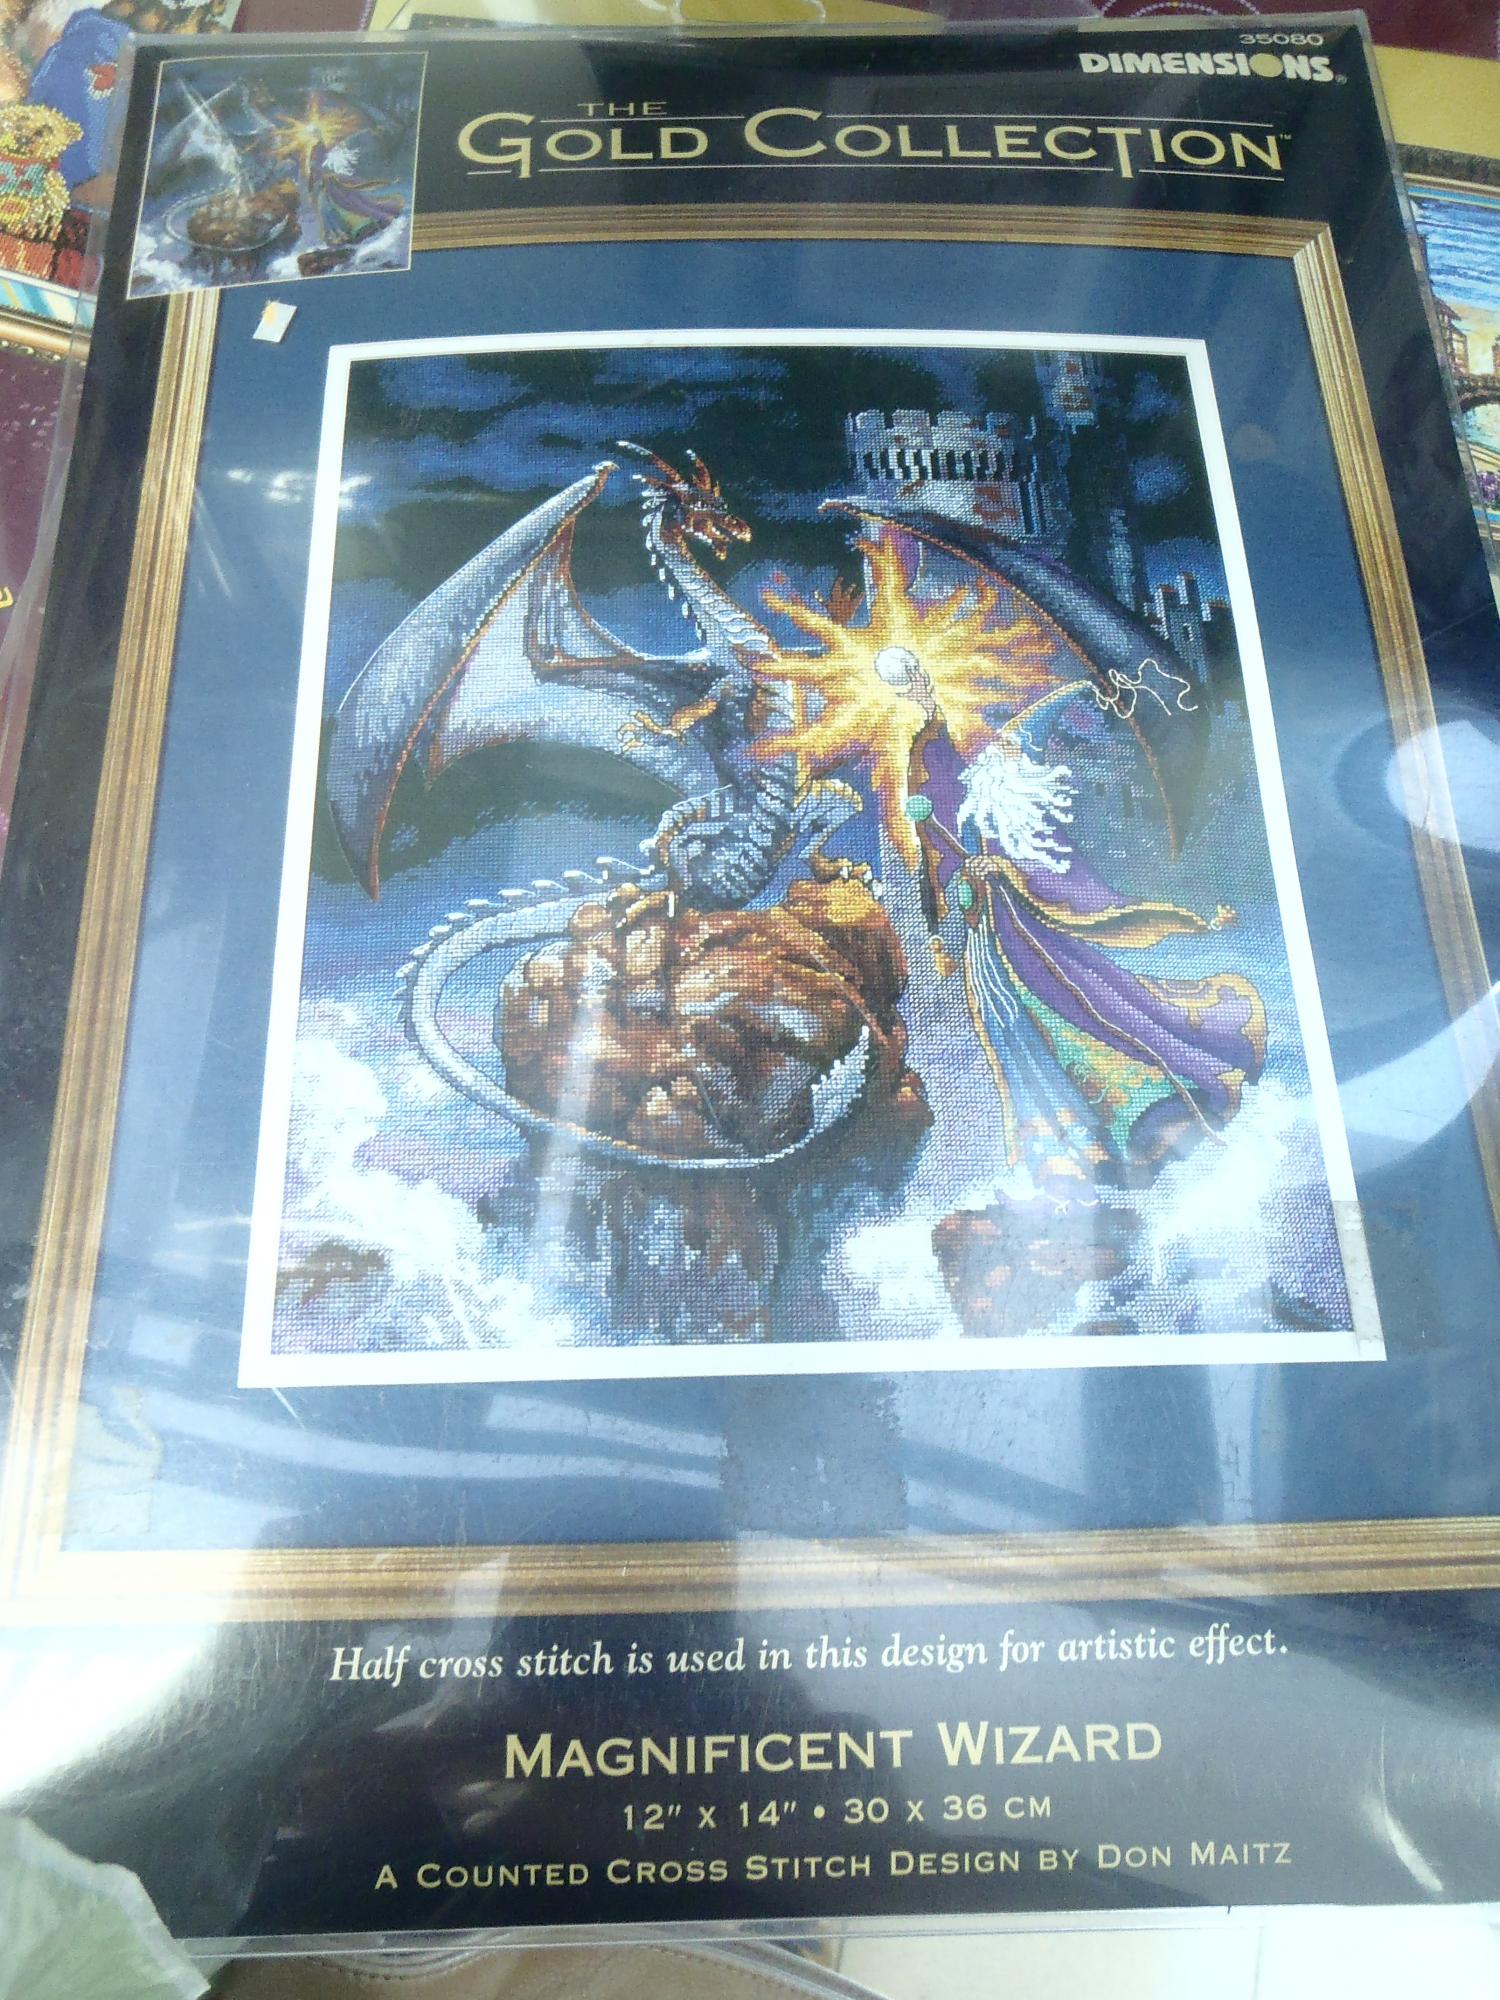 35080
DIMENSIONS®
THE
GOLD COLLECTION™
Half cross stitch is used in this design for artistic effect.
MAGNIFICENT WIZARD
12" X 14" • 30 X 36 CM
A COUNTED CROSS STITCH DESIGN BY DON MAITZ